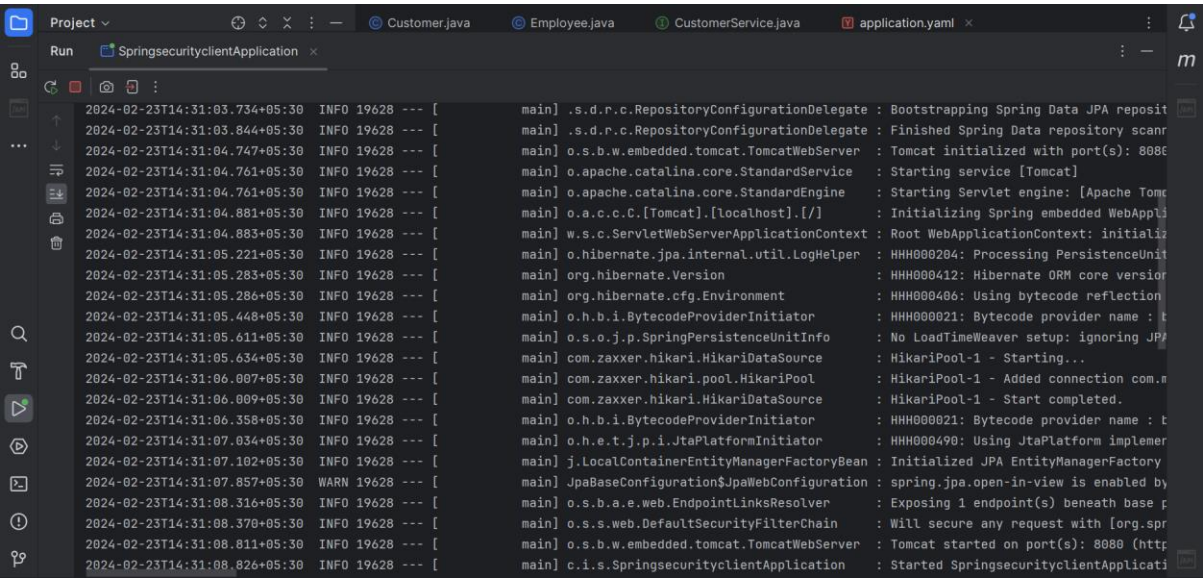 Project Customer.java Employee.java CustomerService.java application.yaml
Run SpringsecurityclientApplication
m
2024-02-23T14:31:03.734+05:30 INFO 19628 --- [ main] .s.d.r.c.RepositoryConfigurationDelegate : Bootstrapping Spring Data JPA reposit
2024-02-23T14:31:03.844+05:30 INFO 19628 --- [ main] .s.d.r.c.RepositoryConfigurationDelegate : Finished Spring Data repository scann
2024-02-23T14:31:04.747+05:30 INFO 19628 --- [ main] o.s.b.w.embedded.tomcat.TomcatWebServer : Tomcat initialized with port(s): 8080
2024-02-23T14:31:04.761+05:30 INFO 19628 --- [ main] o.apache.catalina.core.StandardService : Starting service [Tomcat]
2024-02-23T14:31:04.761+05:30 INFO 19628 --- [ main] o.apache.catalina.core.StandardEngine : Starting Servlet engine: [Apache Tomc
2024-02-23T14:31:04.881+05:30 INFO 19628 --- [ main] o.a.c.c.C.[Tomcat].[localhost].[/] : Initializing Spring embedded WebAppli
2024-02-23T14:31:04.883+05:30 INFO 19628 --- [ main] w.s.c.ServletWebServerApplicationContext : Root WebApplicationContext: initializ
2024-02-23T14:31:05.221+05:30 INFO 19628 --- [ main] o.hibernate.jpa.internal.util.LogHelper : HHH000204: Processing PersistenceUnit
2024-02-23T14:31:05.283+05:30 INFO 19628 --- [ main] org.hibernate.Version : HHH000412: Hibernate ORM core version
2024-02-23T14:31:05.286+05:30 INFO 19628 --- [ main] org.hibernate.cfg.Environment : HHH000406: Using bytecode reflection
2024-02-23T14:31:05.448+05:30 INFO 19628 --- [ main] o.h.b.i.BytecodeProviderInitiator : HHH000021: Bytecode provider name : b
2024-02-23T14:31:05.611+05:30 INFO 19628 --- [ main] o.s.o.j.p.SpringPersistenceUnitInfo : No LoadTimeWeaver setup: ignoring JPA
2024-02-23T14:31:05.634+05:30 INFO 19628 --- [ main] com.zaxxer.hikari.HikariDataSource : HikariPool-1 - Starting...
2024-02-23T14:31:06.007+05:30 INFO 19628 --- [ main] com.zaxxer.hikari.pool.HikariPool : HikariPool-1 - Added connection com.m
2024-02-23T14:31:06.009+05:30 INFO 19628 --- [ main] com.zaxxer.hikari.HikariDataSource : HikariPool-1 - Start completed.
2024-02-23T14:31:06.358+05:30 INFO 19628 --- [ main] o.h.b.i.BytecodeProviderInitiator : HHH000021: Bytecode provider name : b
2024-02-23T14:31:07.034+05:30 INFO 19628 --- [ main] o.h.e.t.j.p.i.JtaPlatformInitiator : HHH000490: Using JtaPlatform implemen
2024-02-23T14:31:07.102+05:30 INFO 19628 --- [ main] j.LocalContainerEntityManagerFactoryBean : Initialized JPA EntityManagerFactory
2024-02-23T14:31:07.857+05:30 WARN 19628 --- [ main] JpaBaseConfiguration$JpaWebConfiguration : spring.jpa.open-in-view is enabled by
2024-02-23T14:31:08.316+05:30 INFO 19628 --- [ main] o.s.b.a.e.web.EndpointLinksResolver : Exposing 1 endpoint(s) beneath base p
2024-02-23T14:31:08.370+05:30 INFO 19628 --- [ main] o.s.s.web.DefaultSecurityFilterChain : Will secure any request with [org.spr
2024-02-23T14:31:08.811+05:30 INFO 19628 --- [ main] o.s.b.w.embedded.tomcat.TomcatWebServer : Tomcat started on port(s): 8080 (http
2024-02-23T14:31:08.826+05:30 INFO 19628 --- [ main] c.i.s.SpringsecurityclientApplication : Started SpringsecurityclientApplicati